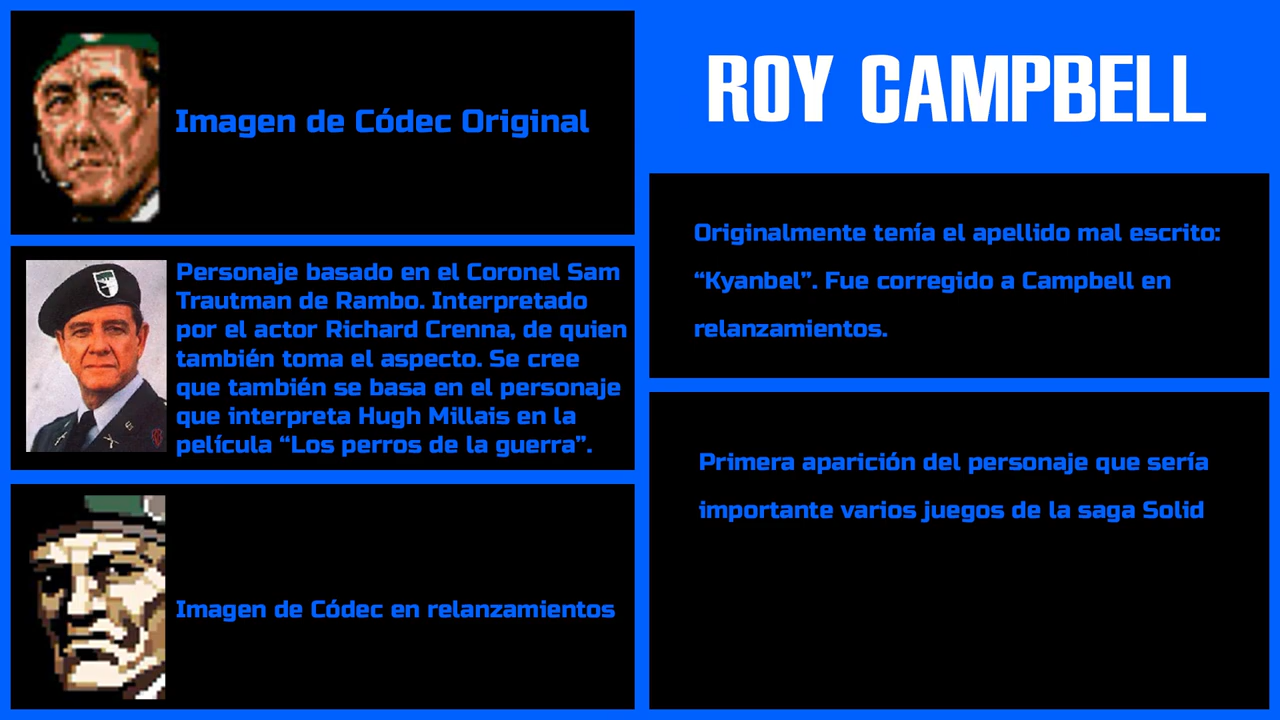 Imagen de Códec Original
Personaje basado en el Coronel Sam
Trautman de Rambo. Interpretado
por el actor Richard Crenna, de quien
también toma el aspecto. Se cree
que también se basa en el personaje
que interpreta Hugh Millais en la
película “Los perros de la guerra”.
Imagen de Códec en relanzamientos
ROY CAMPBELL
Originalmente tenía el apellido mal escrito:
“Kyanbel”. Fue corregido a Campbell en
relanzamientos.
Primera aparición del personaje que sería
importante varios juegos de la saga Solid